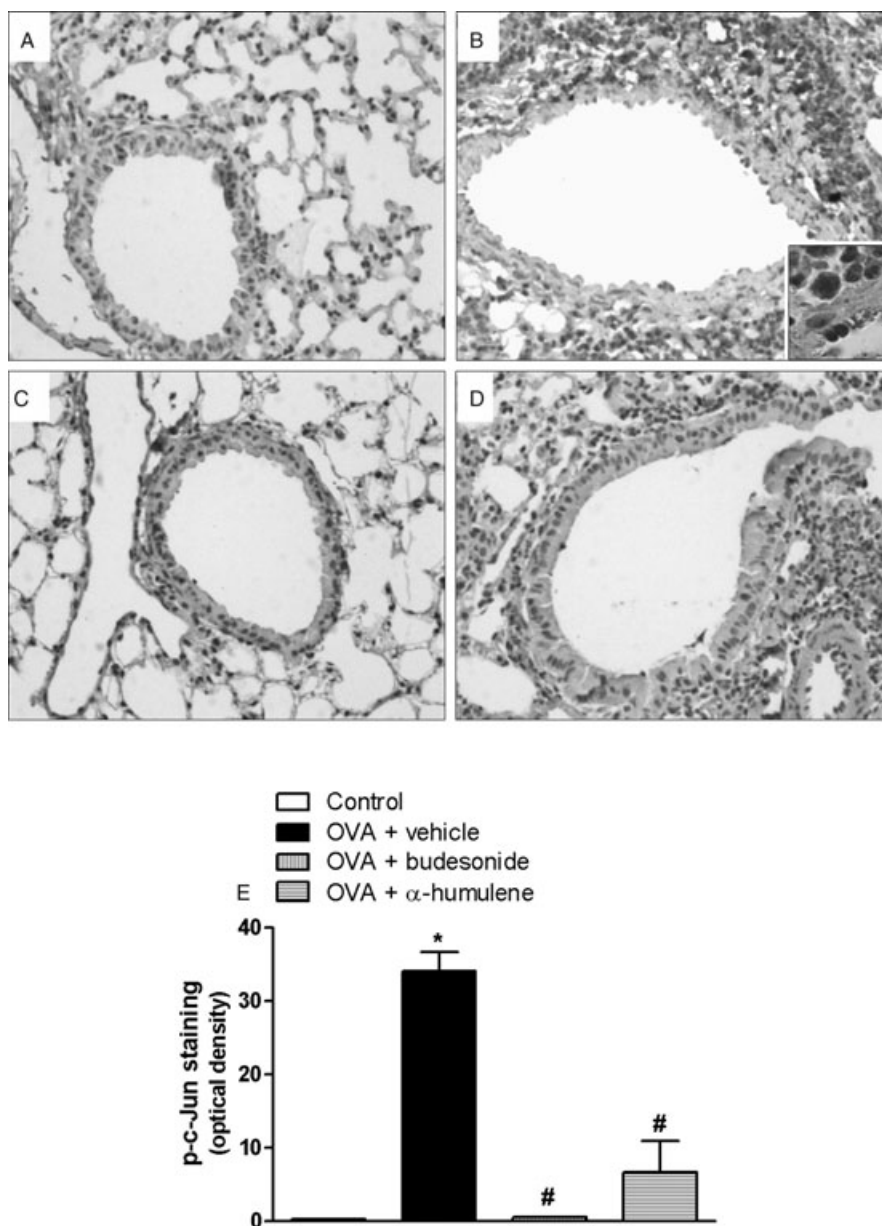 A
B
C
D
Control
OVA + vehicle
OVA + budesonide
OVA + α-humulene
E
p-c-Jun staining
(optical density)
40
30
20
10
0
*
#
#